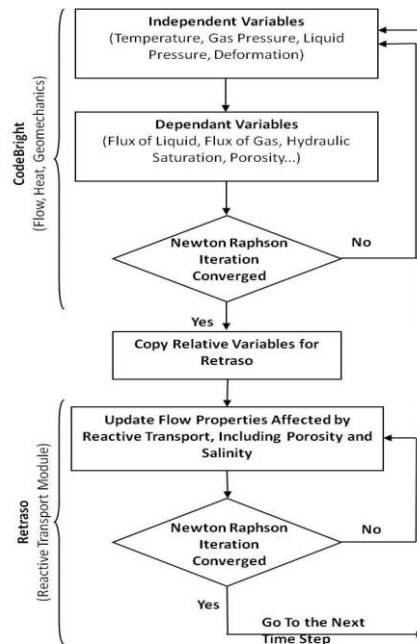 Independent Variables
(Temperature, Gas Pressure, Liquid
Pressure, Deformation)
Dependant Variables
(Flux of Liquid, Flux of Gas, Hydraulic
Saturation, Porosity...)
CodeBright
(Flow, Heat, Geomechanics)
Newton Raphson
Iteration
Converged
No
Yes
Copy Relative Variables for
Retraso
Update Flow Properties Affected by
Reactive Transport, Including Porosity and
Salinity
Retraso
(Reactive Transport Module)
Newton Raphson
Iteration
Converged
No
Yes
Go To the Next
Time Step